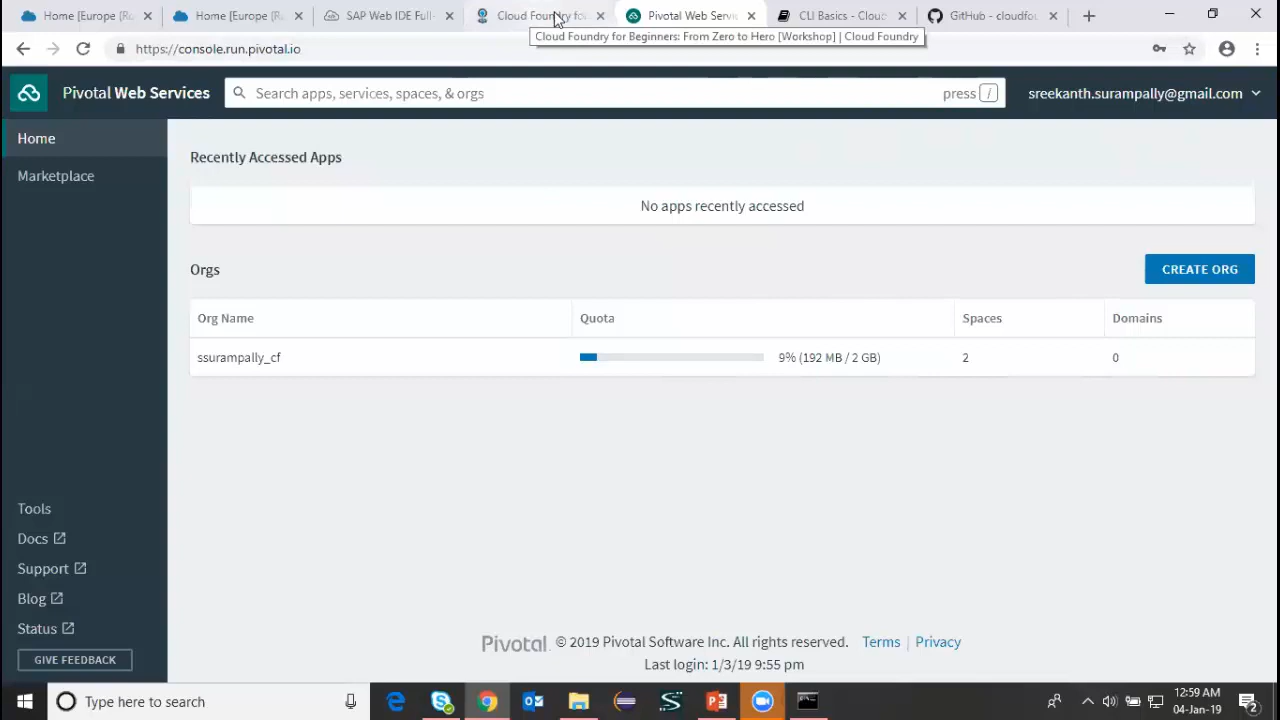 Home [Europe (R
Home [Europe (R
SAP Web IDE Full-
Cloud Foundry fo
Pivotal Web Servi
CLI Basics - Cloud
GitHub - cloudfou
https://console.run.pivotal.io
Cloud Foundry for Beginners: From Zero to Hero [Workshop] | Cloud Foundry
Pivotal Web Services
Search apps, services, spaces, & orgs
press /
sreekanth.surampally@gmail.com
Home
Marketplace
Recently Accessed Apps
No apps recently accessed
Orgs
CREATE ORG
Org Name Quota Spaces Domains
ssurampally_cf 9% (192 MB / 2 GB) 2 0
Tools
Docs
Support
Blog
Status
GIVE FEEDBACK
Pivotal © 2019 Pivotal Software Inc. All rights reserved. Terms | Privacy
Last login: 1/3/19 9:55 pm
Type here to search
12:59 AM
04-Jan-19
2